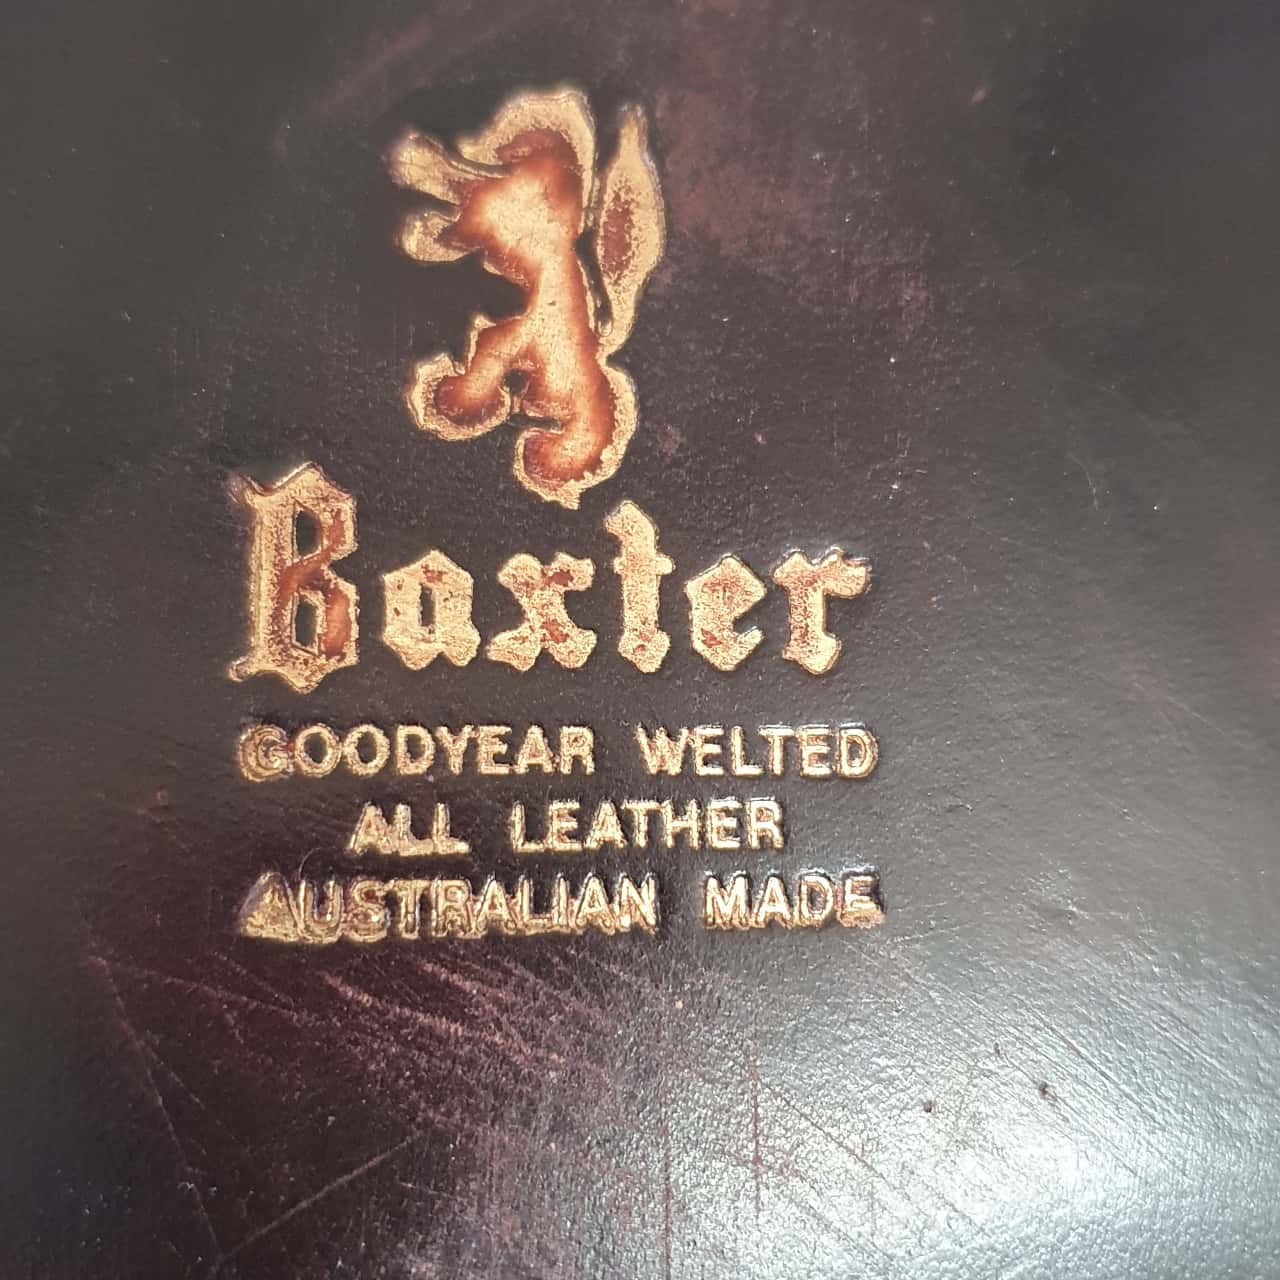 Baxter
GOODYEAR WELTED
ALL LEATHER
AUSTRALIAN MADE